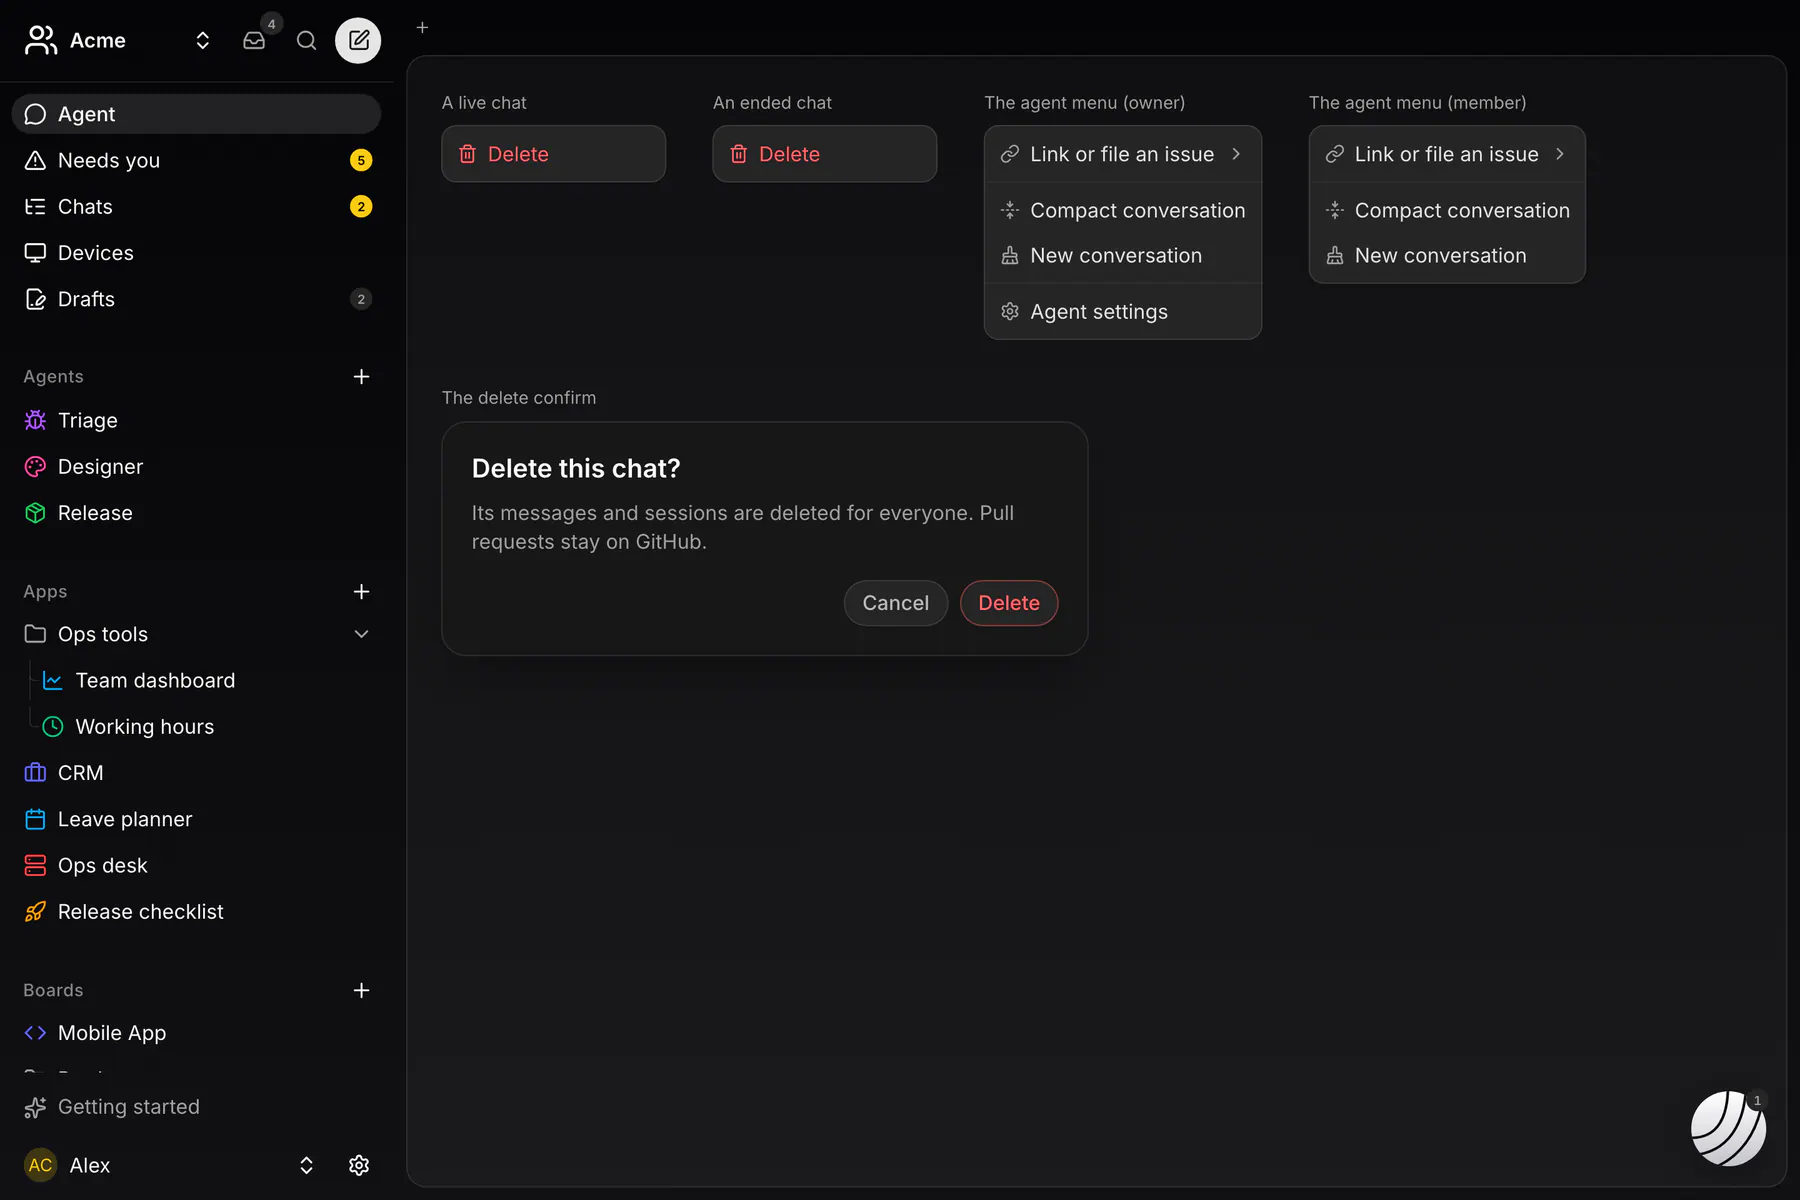 Acme
4
Agent
Needs you
5
Chats
2
Devices
Drafts
2
Agents
Triage
Designer
Release
Apps
Ops tools
Team dashboard
Working hours
CRM
Leave planner
Ops desk
Release checklist
Boards
Mobile App
Getting started
AC
Alex
A live chat
Delete
An ended chat
Delete
The agent menu (owner)
Link or file an issue
Compact conversation
New conversation
Agent settings
The agent menu (member)
Link or file an issue
Compact conversation
New conversation
The delete confirm
Delete this chat?
Its messages and sessions are deleted for everyone. Pull
requests stay on GitHub.
Cancel
Delete
1